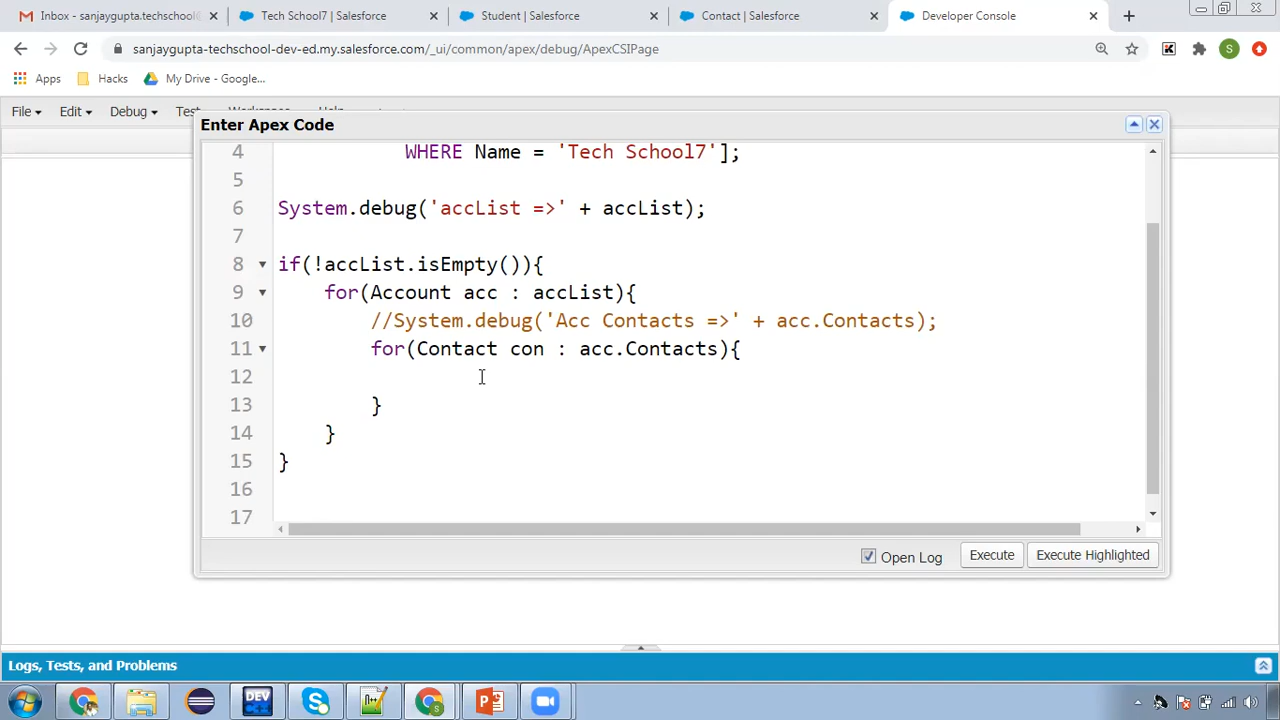 Inbox - sanjaygupta.techschool
Tech School7 | Salesforce
Student | Salesforce
Contact | Salesforce
Developer Console
sanjaygupta-techschool-dev-ed.my.salesforce.com/_ui/common/apex/debug/ApexCSIPage
S
Apps
Hacks
My Drive - Google...
File
Edit
Debug
Enter Apex Code
4 WHERE Name = 'Tech School7'];
5
6 System.debug('accList =>' + accList);
7
8 if(!accList.isEmpty()){
9 for(Account acc : accList){
10 //System.debug('Acc Contacts =>' + acc.Contacts);
11 for(Contact con : acc.Contacts){
12
13 }
14 }
15 }
16
17
Open Log
Execute
Execute Highlighted
Logs, Tests, and Problems
DEV